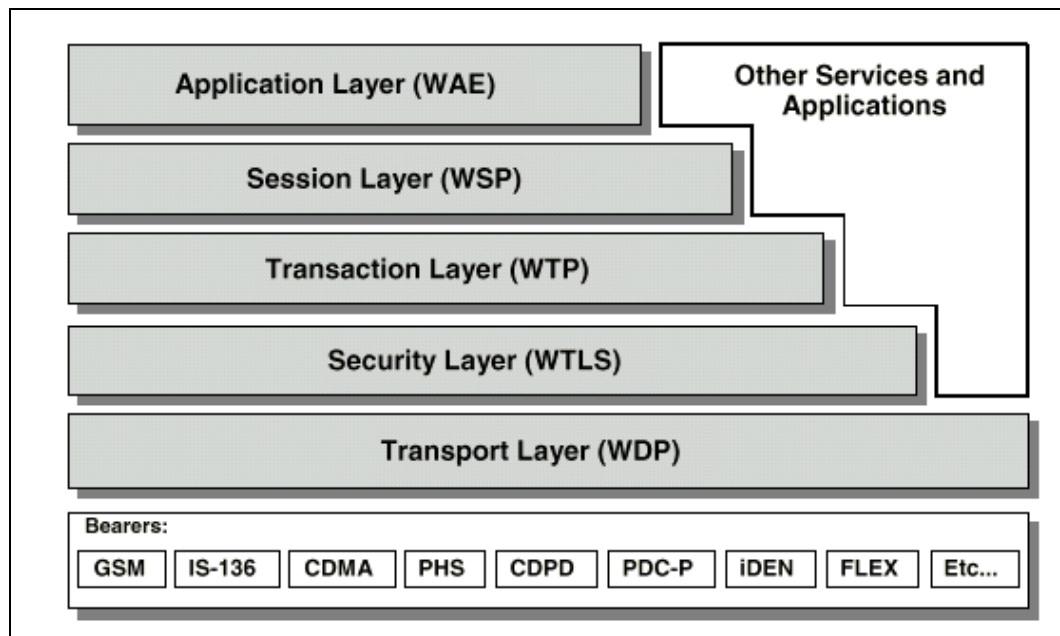 Application Layer (WAE)
Other Services and
Applications
Session Layer (WSP)
Transaction Layer (WTP)
Security Layer (WTLS)
Transport Layer (WDP)
Bearers:
GSM
IS-136
CDMA
PHS
CDPD
PDC-P
iDEN
FLEX
Etc...